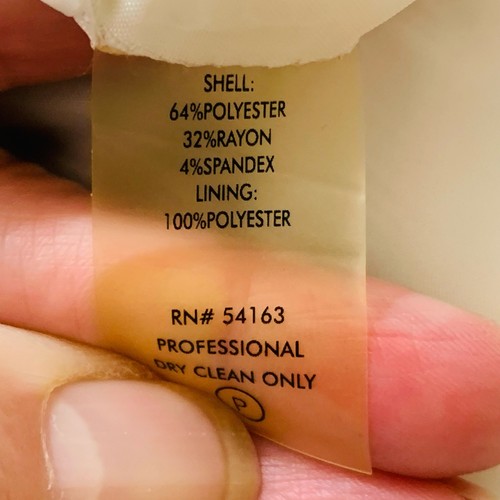 SHELL:
64%POLYESTER
32%RAYON
4%SPANDEX
LINING:
100%POLYESTER
RN# 54163
PROFESSIONAL
DRY CLEAN ONLY
P